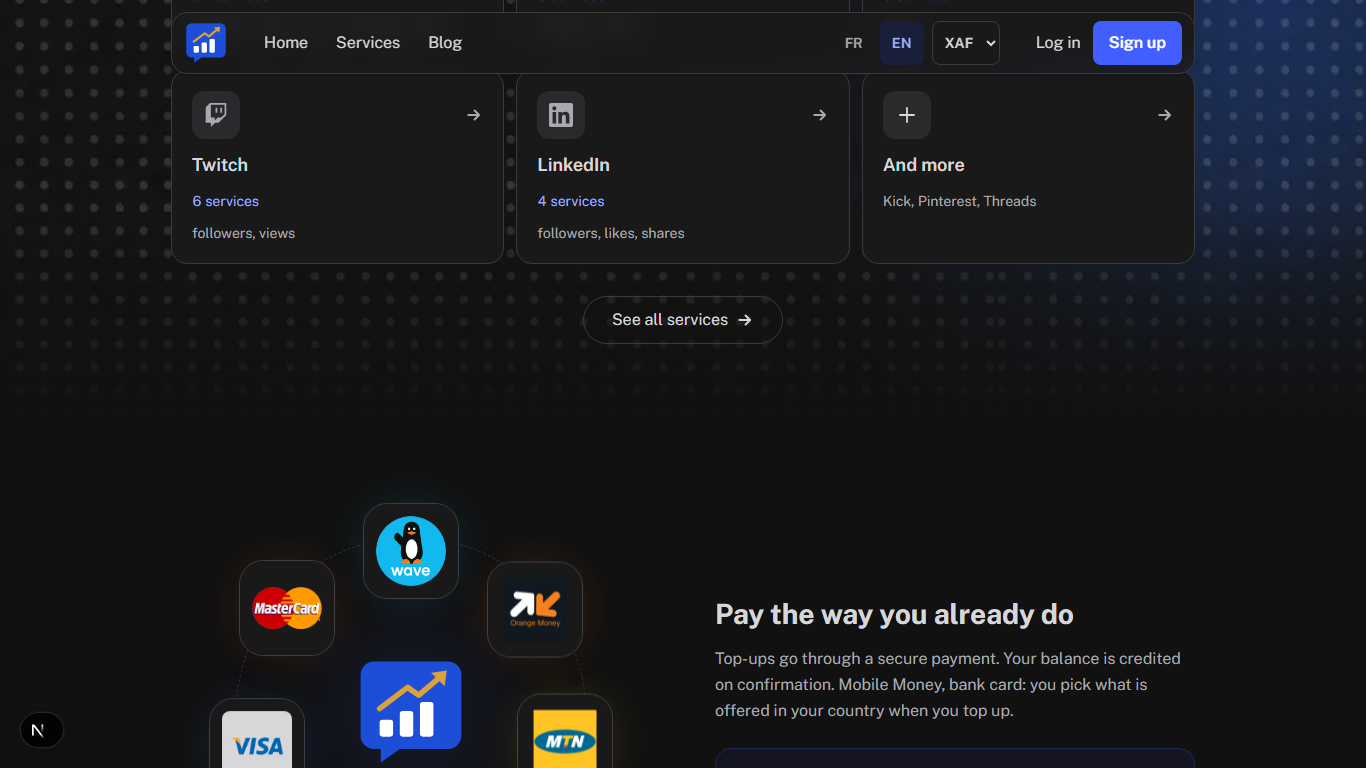 Home
Services
Blog
FR
EN
XAF
Log in
Sign up
Twitch
6 services
followers, views
LinkedIn
4 services
followers, likes, shares
And more
Kick, Pinterest, Threads
See all services
wave
MasterCard
Orange Money
VISA
MTN
Pay the way you already do
Top-ups go through a secure payment. Your balance is credited
on confirmation. Mobile Money, bank card: you pick what is
offered in your country when you top up.
N